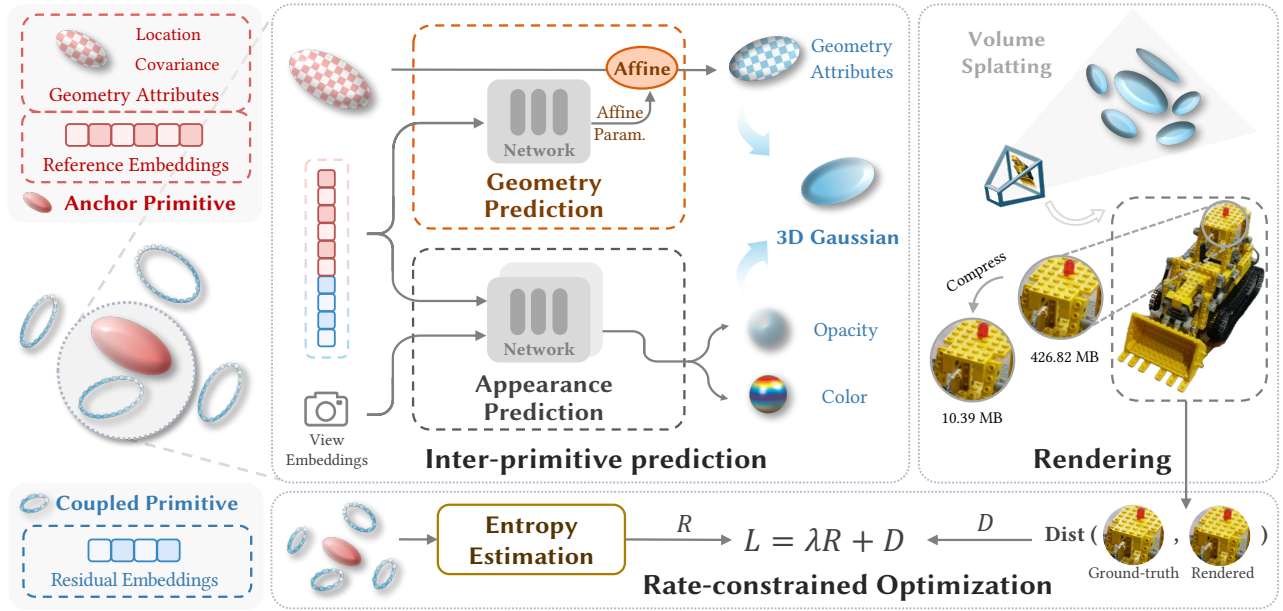 Location
Covariance
Geometry Attributes
Reference Embeddings
Anchor Primitive
Coupled Primitive
Residual Embeddings
Affine
Affine
Param.
Network
Geometry
Prediction
Geometry
Attributes
3D Gaussian
Network
Appearance
Prediction
Opacity
Color
View
Embeddings
Inter-primitive prediction
Volume
Splatting
Compress
426.82 MB
10.39 MB
Rendering
Entropy
Estimation
R
L = λR + D
D
Dist ( , )
Ground-truth Rendered
Rate-constrained Optimization